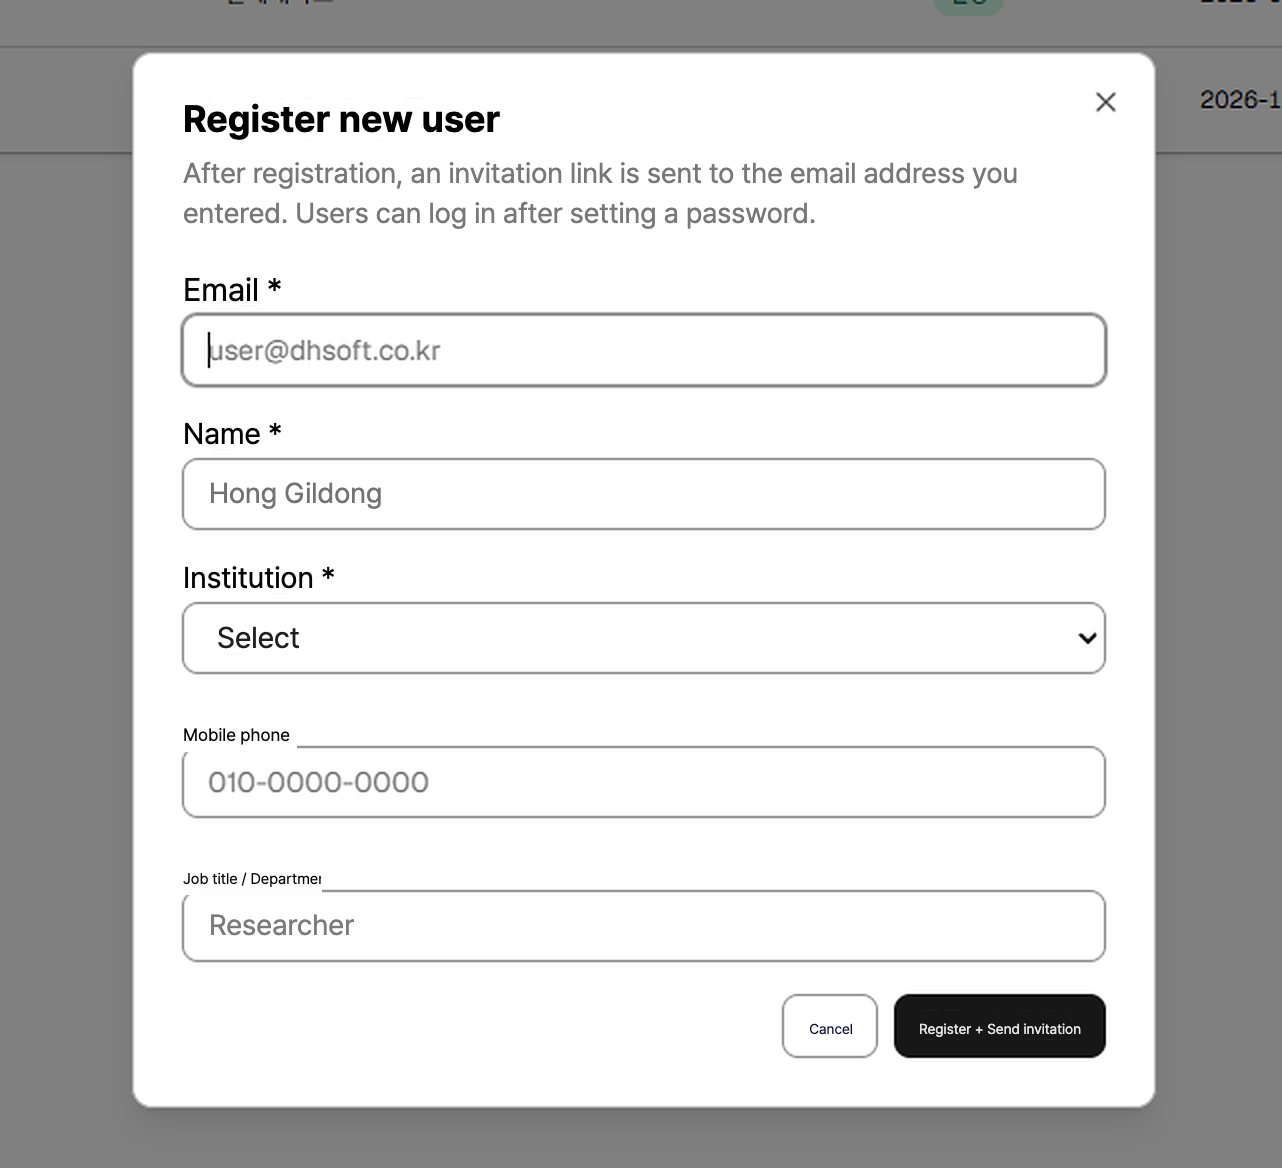 2026-1
Register new user
After registration, an invitation link is sent to the email address you
entered. Users can log in after setting a password.
Email *
user@dhsoft.co.kr
Name *
Hong Gildong
Institution *
Select
Mobile phone
010-0000-0000
Job title / Departmen
Researcher
Cancel
Register + Send invitation